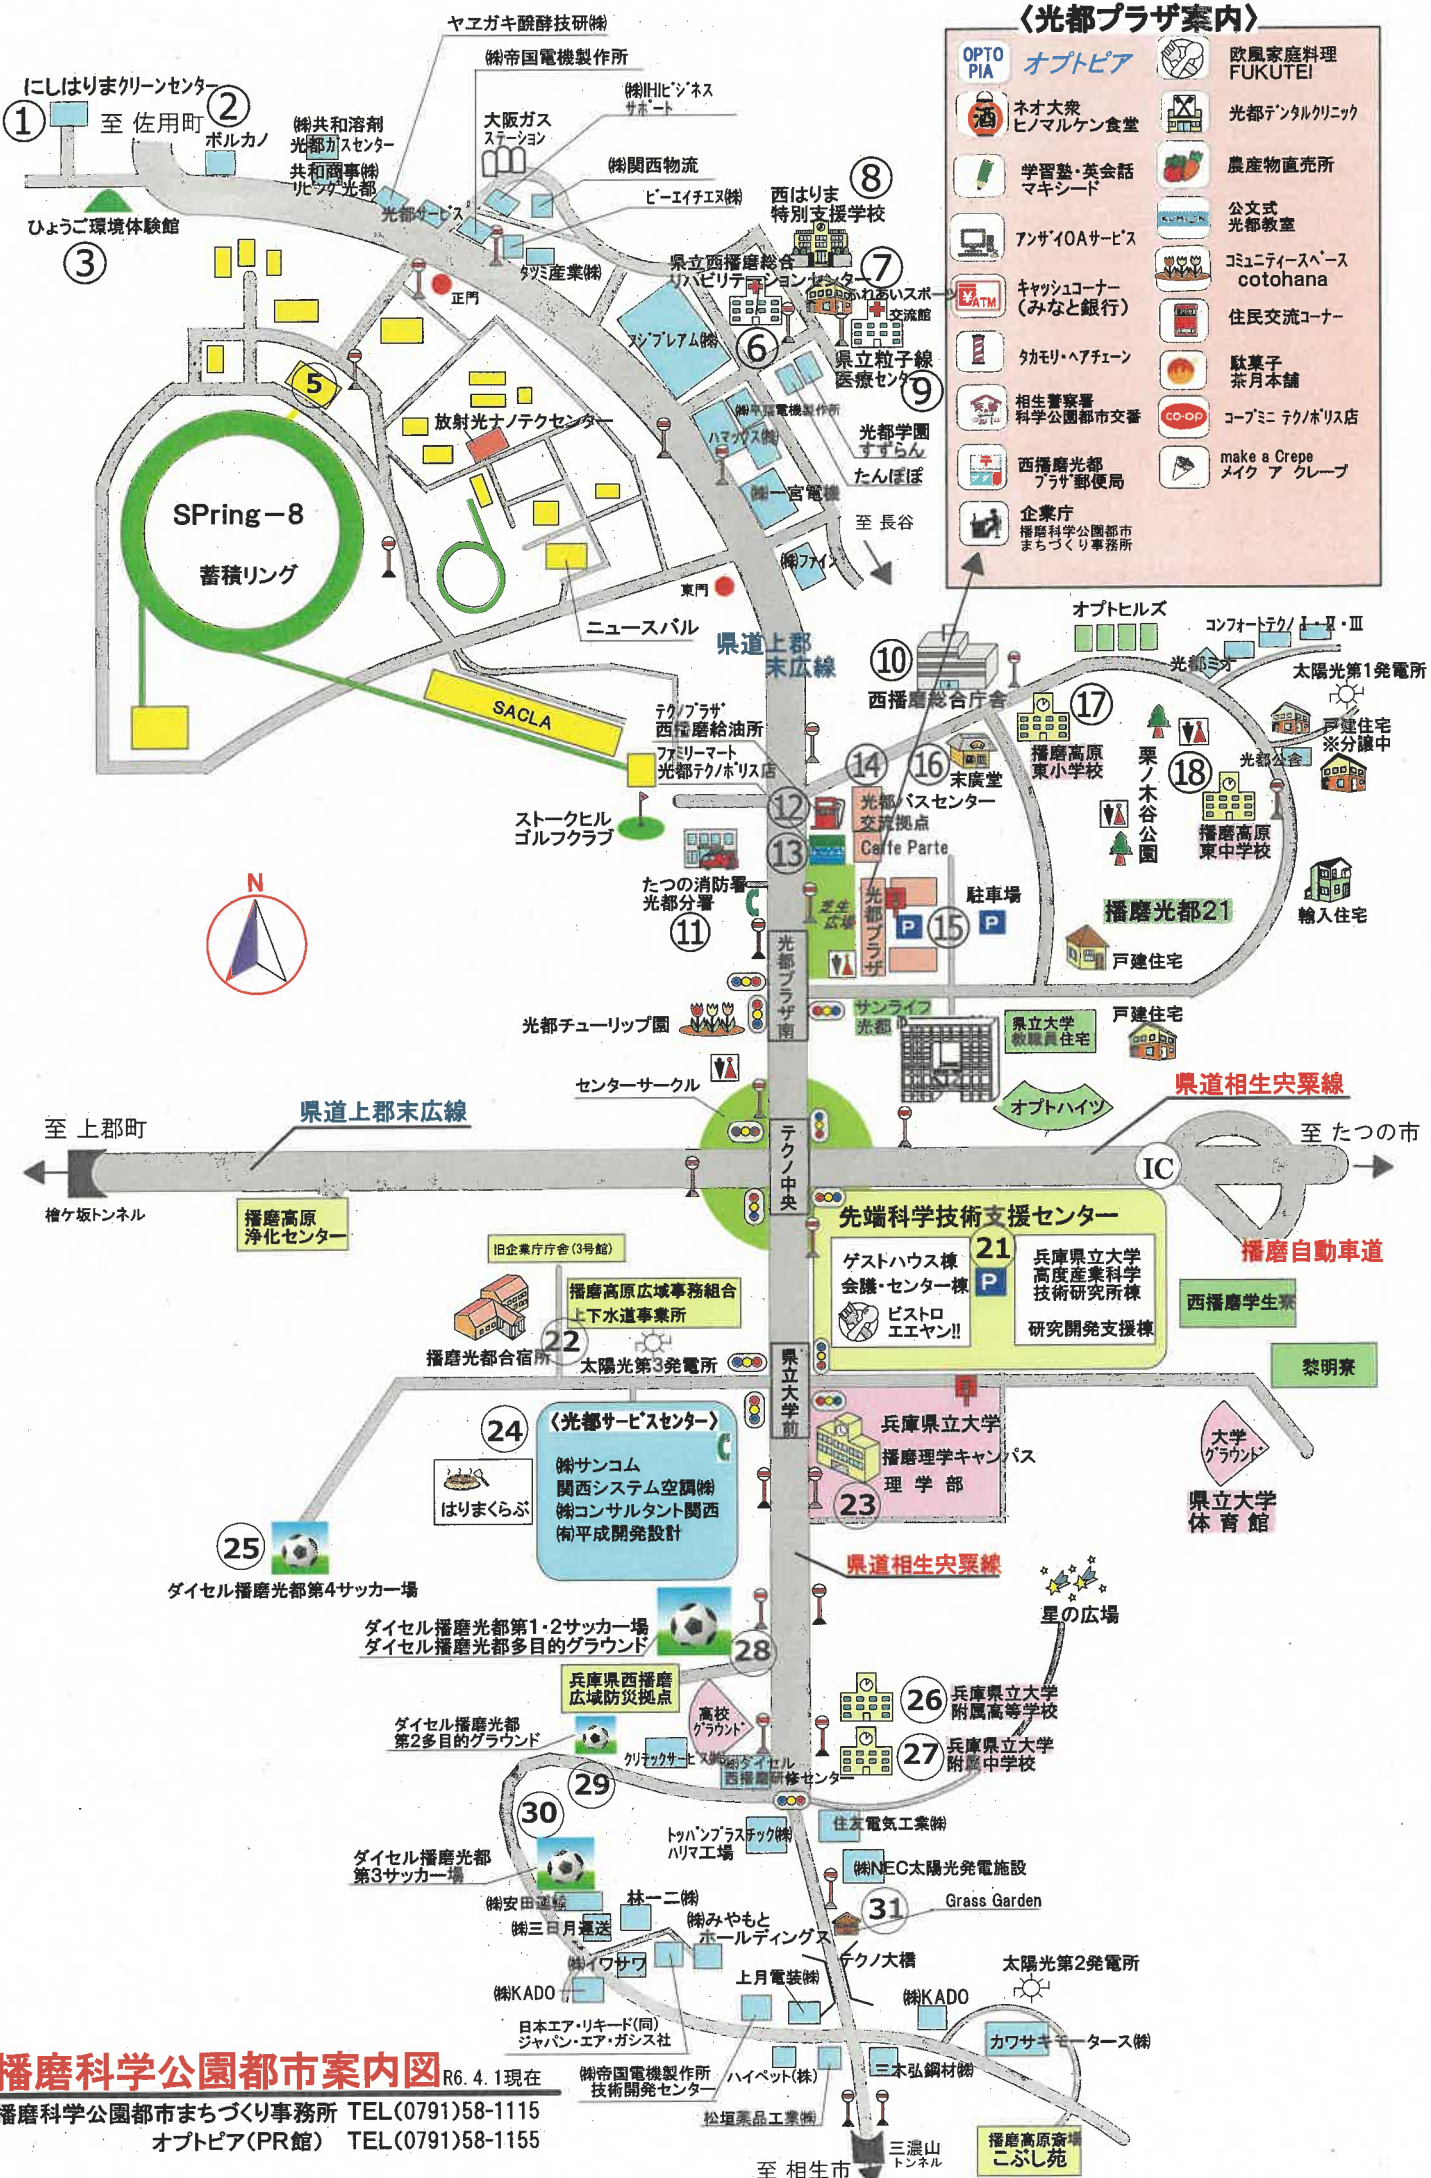 〈光都プラザ案内〉
OPTO
PIA
オプトピア
ネオ大衆
ヒノマルケン食堂
学習塾・英会話
マキシード
アンザイOAサービス
ATM
キャッシュコーナー
(みなと銀行)
タカモリ・ヘアチェーン
相生警察署
科学公園都市交番
西播磨光都
プラザ郵便局
企業庁
播磨科学公園都市
まちづくり事務所
欧風家庭料理
FUKUTEI
光都デンタルクリニック
農産物直売所
公文式
光都教室
コミュニティースペース
cotohana
住民交流コーナー
駄菓子
茶月本舗
CO-OP
コープミニ テクノポリス店
make a Crepe
メイク ア クレープ
ヤヱガキ醗酵技研㈱
㈱帝国電機製作所
㈱IHIビジネス
サポート
大阪ガス
ステーション
㈱関西物流
ビーエイチエス㈱
にしはりまクリーンセンター
①
至 佐用町
②
ボルカノ
㈱共和溶剤
光都ガスセンター
共和商事㈱
リビング光都
光都サービス
タツミ産業㈱
ひょうご環境体験館
③
正門
西はりま
特別支援学校
⑧
県立西播磨総合
リハビリテーションセンター
⑦
ふれあいスポーツ
交流館
⑥
フジプレアム㈱
県立粒子線
医療センター
⑨
ハマックス㈱
光都学園
すずらん
たんぽぽ
㈱一宮電機
至 長谷
㈱ファイン
5
放射光ナノテクセンター
SPring-8
蓄積リング
東門
ニュースバル
県道上郡
末広線
SACLA
テクノプラザ
西播磨給油所
ファミリーマート
光都テクノポリス店
ストークヒル
ゴルフクラブ
⑩
西播磨総合庁舎
オプトヒルズ
コンフォートテクノ Ⅰ・Ⅱ・Ⅲ
光都ミオ
太陽光第1発電所
戸建住宅
※分譲中
光都公舎
⑰
播磨高原
東小学校
栗ノ木谷公園
⑱
播磨高原
東中学校
輸入住宅
⑭
⑯
末廣堂
⑫
光都バスセンター
交流拠点
⑬
Caffe Parte
たつの消防署
光都分署
⑪
芝生
広場
光都プラザ
P
⑮
駐車場
P
播磨光都21
戸建住宅
戸建住宅
光都プラザ南
光都チューリップ園
サンライフ
光都
県立大学
教職員住宅
オプトハイツ
N
センターサークル
県道上郡末広線
県道相生宍粟線
至 上郡町
至 たつの市
IC
テクノ中央
檜ケ坂トンネル
播磨高原
浄化センター
播磨自動車道
先端科学技術支援センター
ゲストハウス棟
会議・センター棟
ビストロ
エエヤン!!
21
P
兵庫県立大学
高度産業科学
技術研究所棟
研究開発支援棟
西播磨学生寮
黎明寮
旧企業庁庁舎(3号館)
播磨高原広域事務組合
上下水道事業所
22
播磨光都合宿所
太陽光第3発電所
県立大学前
24
〈光都サービスセンター〉
㈱サンコム
関西システム空調㈱
㈱コンサルタント関西
㈲平成開発設計
はりまくらぶ
兵庫県立大学
播磨理学キャンパス
理 学 部
23
大学
グラウンド
県立大学
体 育 館
25
ダイセル播磨光都第4サッカー場
県道相生宍粟線
星の広場
ダイセル播磨光都第1・2サッカー場
ダイセル播磨光都多目的グラウンド
28
兵庫県西播磨
広域防災拠点
高校
グラウンド
26
兵庫県立大学
附属高等学校
27
兵庫県立大学
附属中学校
ダイセル播磨光都
第2多目的グラウンド
29
クリテックサービス㈱
㈱ダイセル
西播磨研修センター
30
ダイセル播磨光都
第3サッカー場
トッパンプラスチック㈱
ハリマ工場
住友電気工業㈱
㈱NEC太陽光発電施設
31
Grass Garden
㈱安田運輸
林一二㈱
㈱三日月運送
㈱みやもと
ホールディングス
㈱イワサワ
㈱KADO
テクノ大橋
上月電装㈱
太陽光第2発電所
㈱KADO
カワサキモータース㈱
日本エア・リキード(同)
ジャパン・エア・ガシス社
㈱帝国電機製作所
技術開発センター
ハイペット(株)
三木弘鋼材㈱
松垣薬品工業㈱
播磨高原斎場
こぶし苑
三濃山
トンネル
至 相生市
播磨科学公園都市案内図 R6.4.1現在
播磨科学公園都市まちづくり事務所 TEL(0791)58-1115
オプトピア(PR館) TEL(0791)58-1155